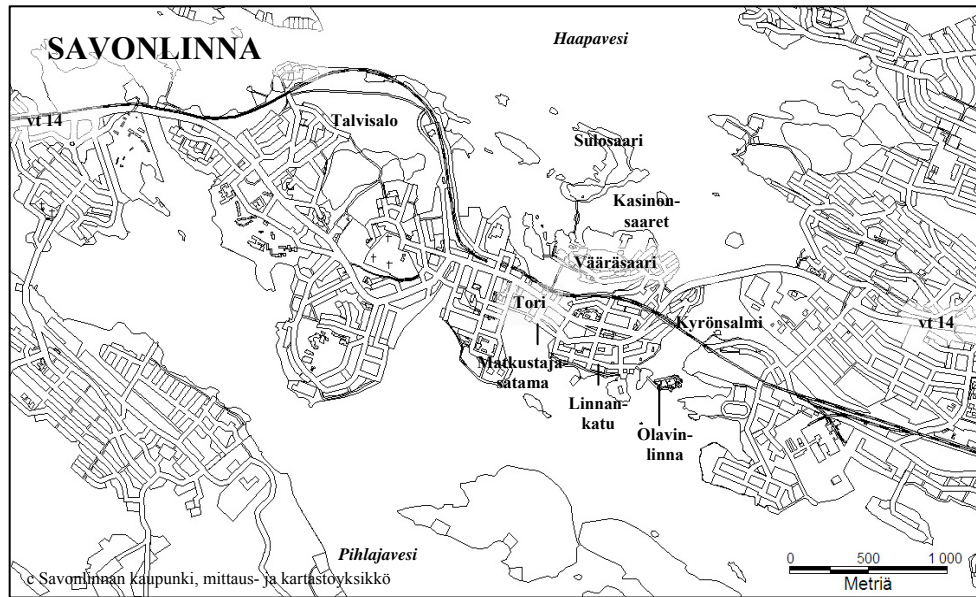 SAVONLINNA
Haapavesi
vt 14
Talvisalo
Sulosaari
Kasinon-
saaret
Vääräsaari
Tori
Kyrönsalmi
vt 14
Matkustaja-
satama
Linnan-
katu
Olavin-
linna
Pihlajavesi
c Savonlinnan kaupunki, mittaus- ja kartastoyksikkö
0 500 1 000
Metriä